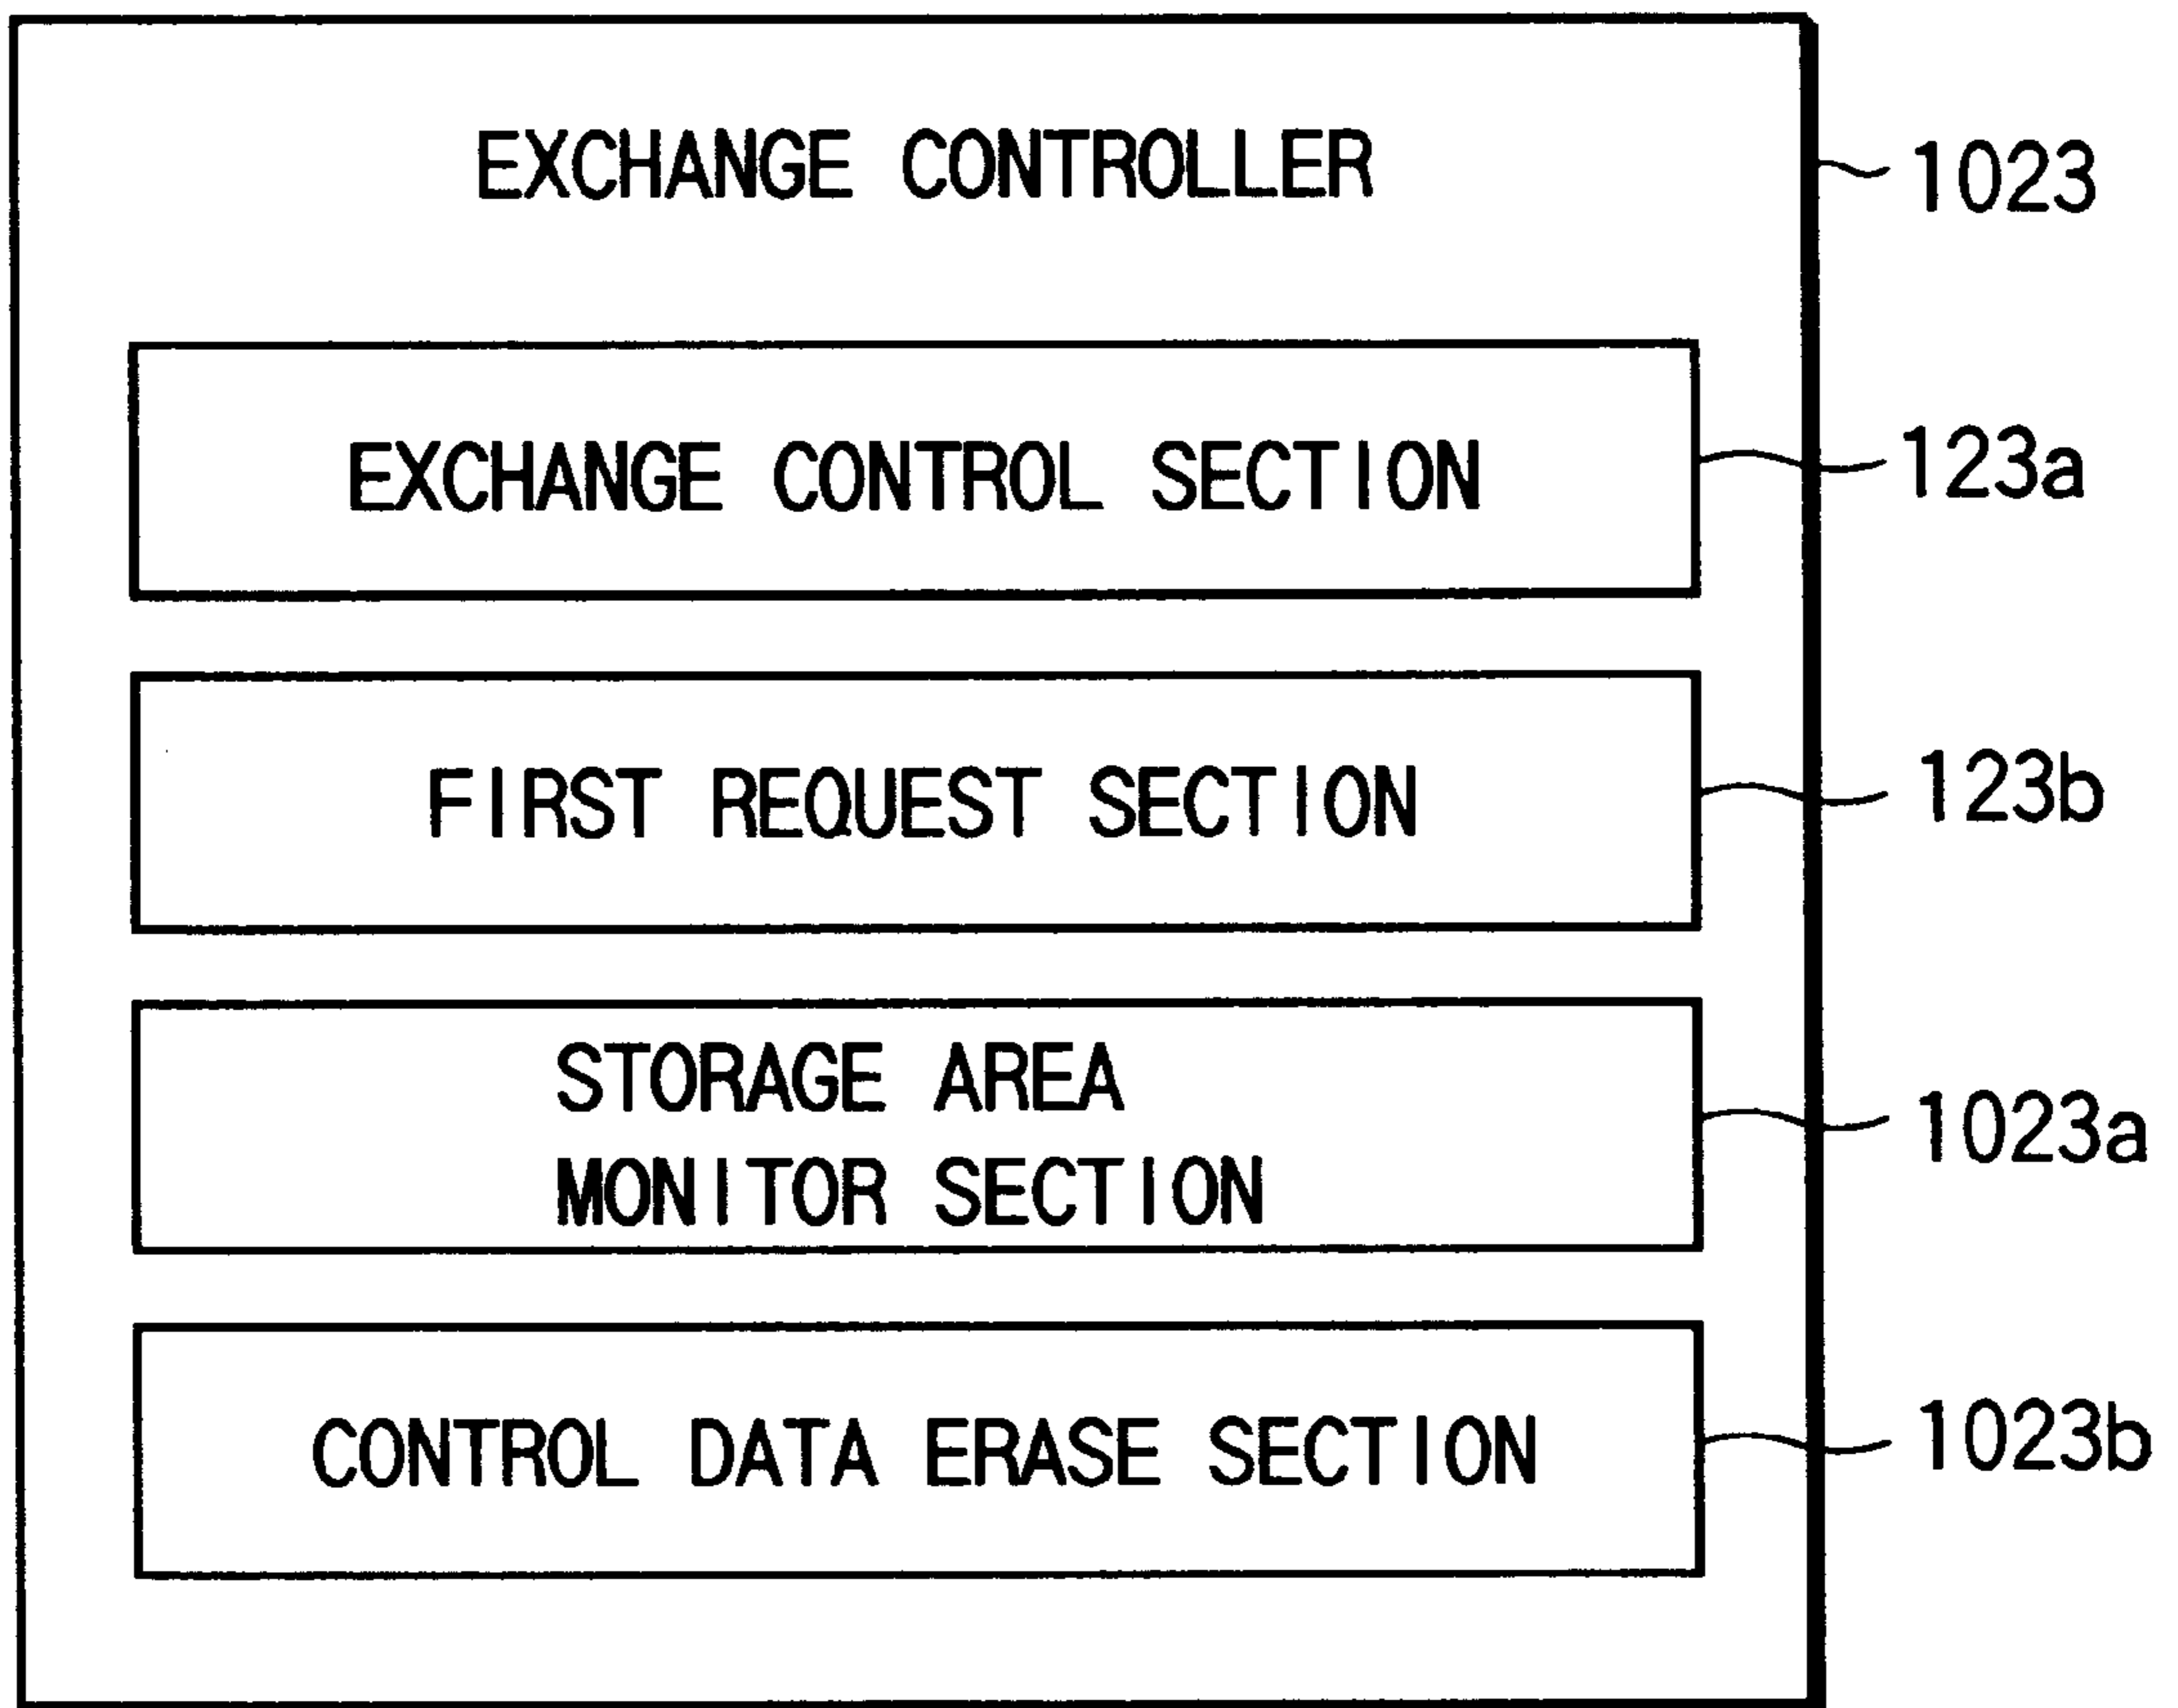 EXCHANGE CONTROLLER
1023
EXCHANGE CONTROL SECTION
123a
FIRST REQUEST SECTION
123b
STORAGE AREA
MONITOR SECTION
1023a
CONTROL DATA ERASE SECTION
1023b